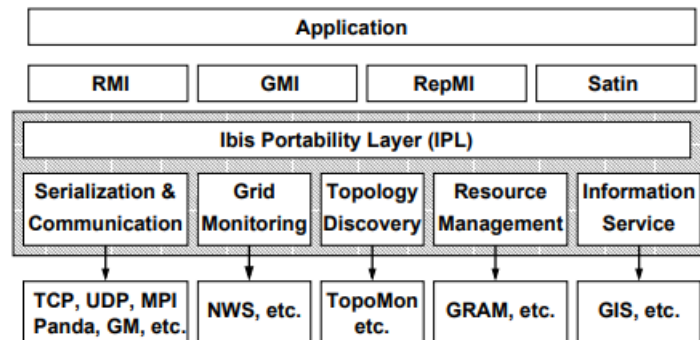 Application
RMI
GMI
RepMI
Satin
Ibis Portability Layer (IPL)
Serialization &
Communication
Grid
Monitoring
Topology
Discovery
Resource
Management
Information
Service
TCP, UDP, MPI
Panda, GM, etc.
NWS, etc.
TopoMon
etc.
GRAM, etc.
GIS, etc.